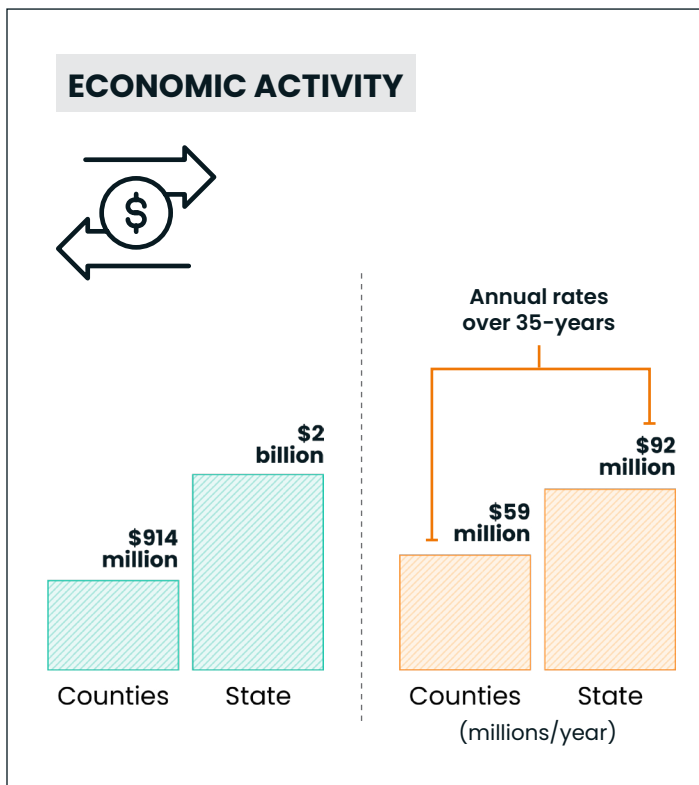 ECONOMIC ACTIVITY
$
$2
billion
$914
million
Counties
State
Annual rates
over 35-years
$92
million
$59
million
Counties
State
(millions/year)